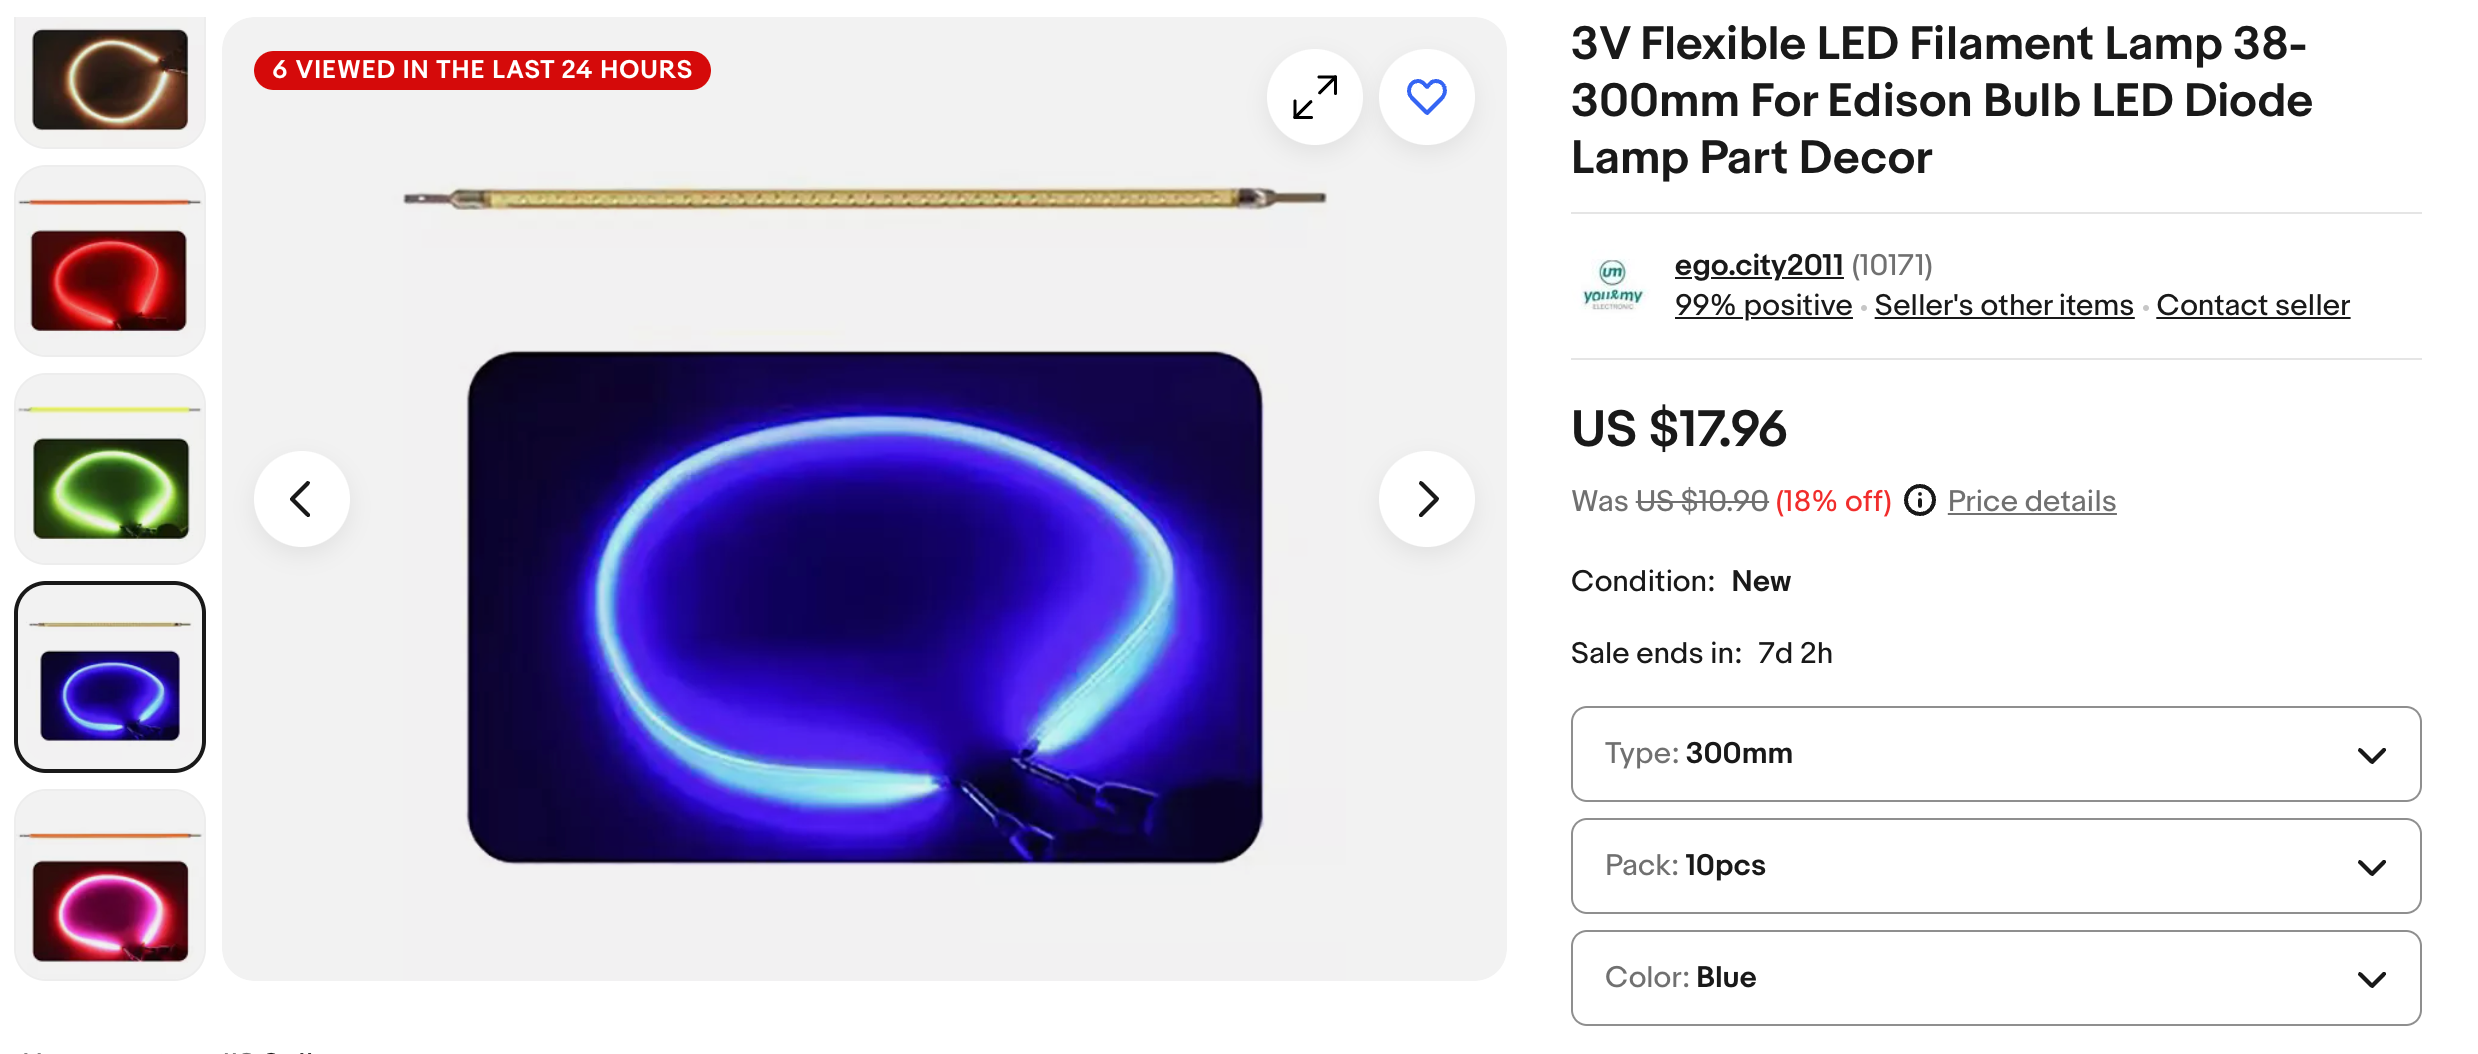 6 VIEWED IN THE LAST 24 HOURS
3V Flexible LED Filament Lamp 38-
300mm For Edison Bulb LED Diode
Lamp Part Decor
um
you&my
ELECTRONIC
ego.city2011 (10171)
99% positive • Seller's other items • Contact seller
US $17.96
Was US $10.90 (18% off) Price details
Condition: New
Sale ends in: 7d 2h
Type: 300mm
Pack: 10pcs
Color: Blue